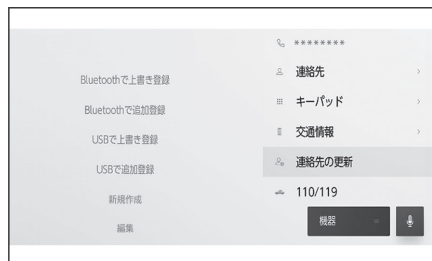 Bluetoothで上書き登録
Bluetoothで追加登録
USBで上書き登録
USBで追加登録
新規作成
編集
********
連絡先
キーパッド
交通情報
連絡先の更新
110/119
機器